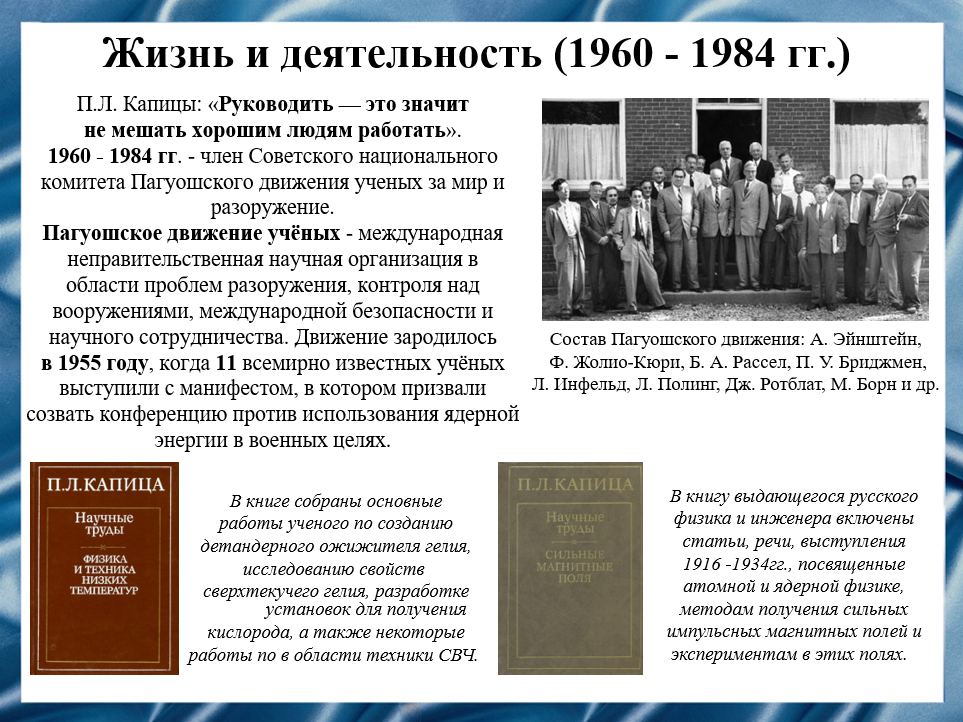 Жизнь и деятельность (1960 - 1984 гг.)
П.Л. Капицы: «Руководить — это значит
не мешать хорошим людям работать».
1960 - 1984 гг. - член Советского национального
комитета Пагуошского движения ученых за мир и
разоружение.
Пагуошское движение учёных - международная
неправительственная научная организация в
области проблем разоружения, контроля над
вооружениями, международной безопасности и
научного сотрудничества. Движение зародилось
в 1955 году, когда 11 всемирно известных учёных
выступили с манифестом, в котором призвали
созвать конференцию против использования ядерной
энергии в военных целях.
Состав Пагуошского движения: А. Эйнштейн,
Ф. Жолио-Кюри, Б. А. Рассел, П. У. Бриджмен,
Л. Инфельд, Л. Полинг, Дж. Ротблат, М. Борн и др.
П.Л.КАПИЦА
Научные
труды
ФИЗИКА
И ТЕХНИКА
НИЗКИХ
ТЕМПЕРАТУР
В книге собраны основные
работы ученого по созданию
детандерного ожижителя гелия,
исследованию свойств
сверхтекучего гелия, разработке
установок для получения
кислорода, а также некоторые
работы по в области техники СВЧ.
П.Л.КАПИЦА
Научные
труды
СИЛЬНЫЕ
МАГНИТНЫЕ
ПОЛЯ
В книгу выдающегося русского
физика и инженера включены
статьи, речи, выступления
1916 -1934гг., посвященные
атомной и ядерной физике,
методам получения сильных
импульсных магнитных полей и
экспериментам в этих полях.